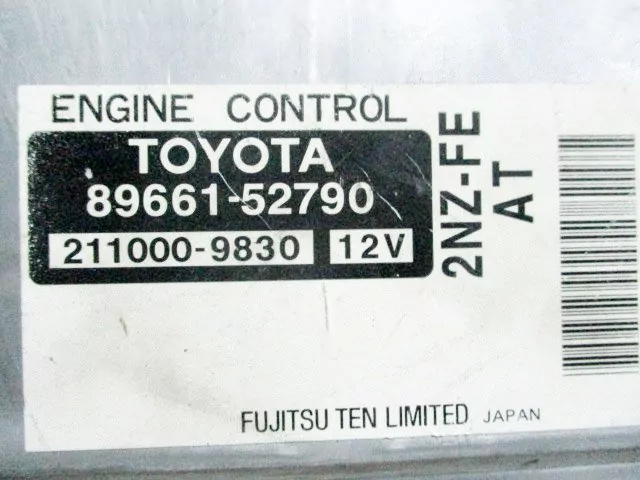 ENGINE CONTROL
TOYOTA
89661-52790
211000-9830 12V
2NZ-FE
AT
FUJITSU TEN LIMITED JAPAN